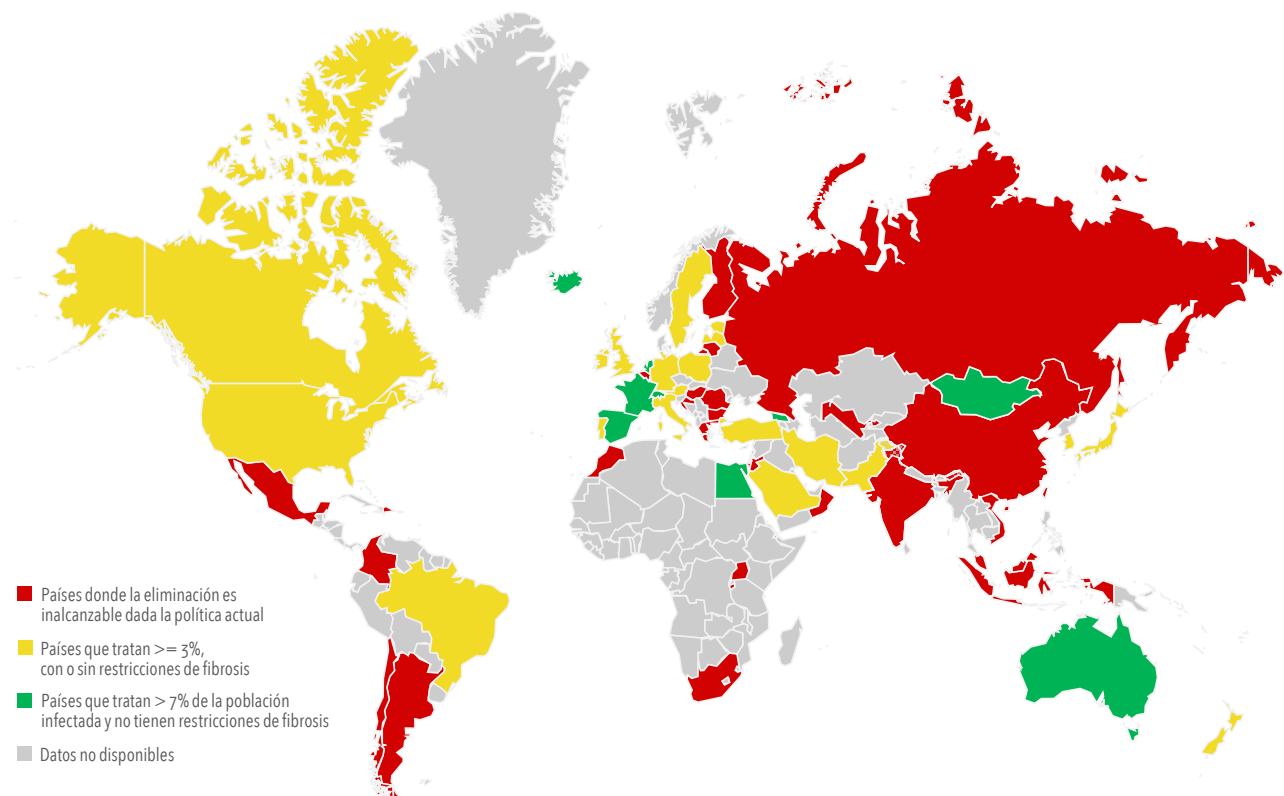 Países donde la eliminación es
inalcanzable dada la política actual
Países que tratan >= 3%,
con o sin restricciones de fibrosis
Países que tratan > 7% de la población
infectada y no tienen restricciones de fibrosis
Datos no disponibles